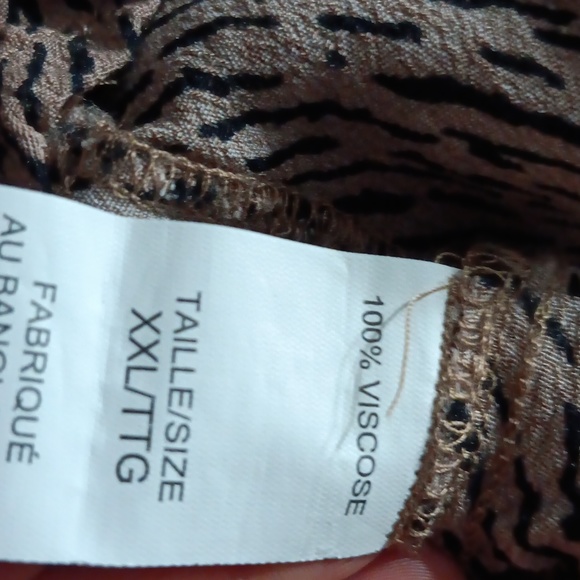 100% VISCOSE
TAILLE/SIZE
XXL/TTG
FABRIQUÉ
AU